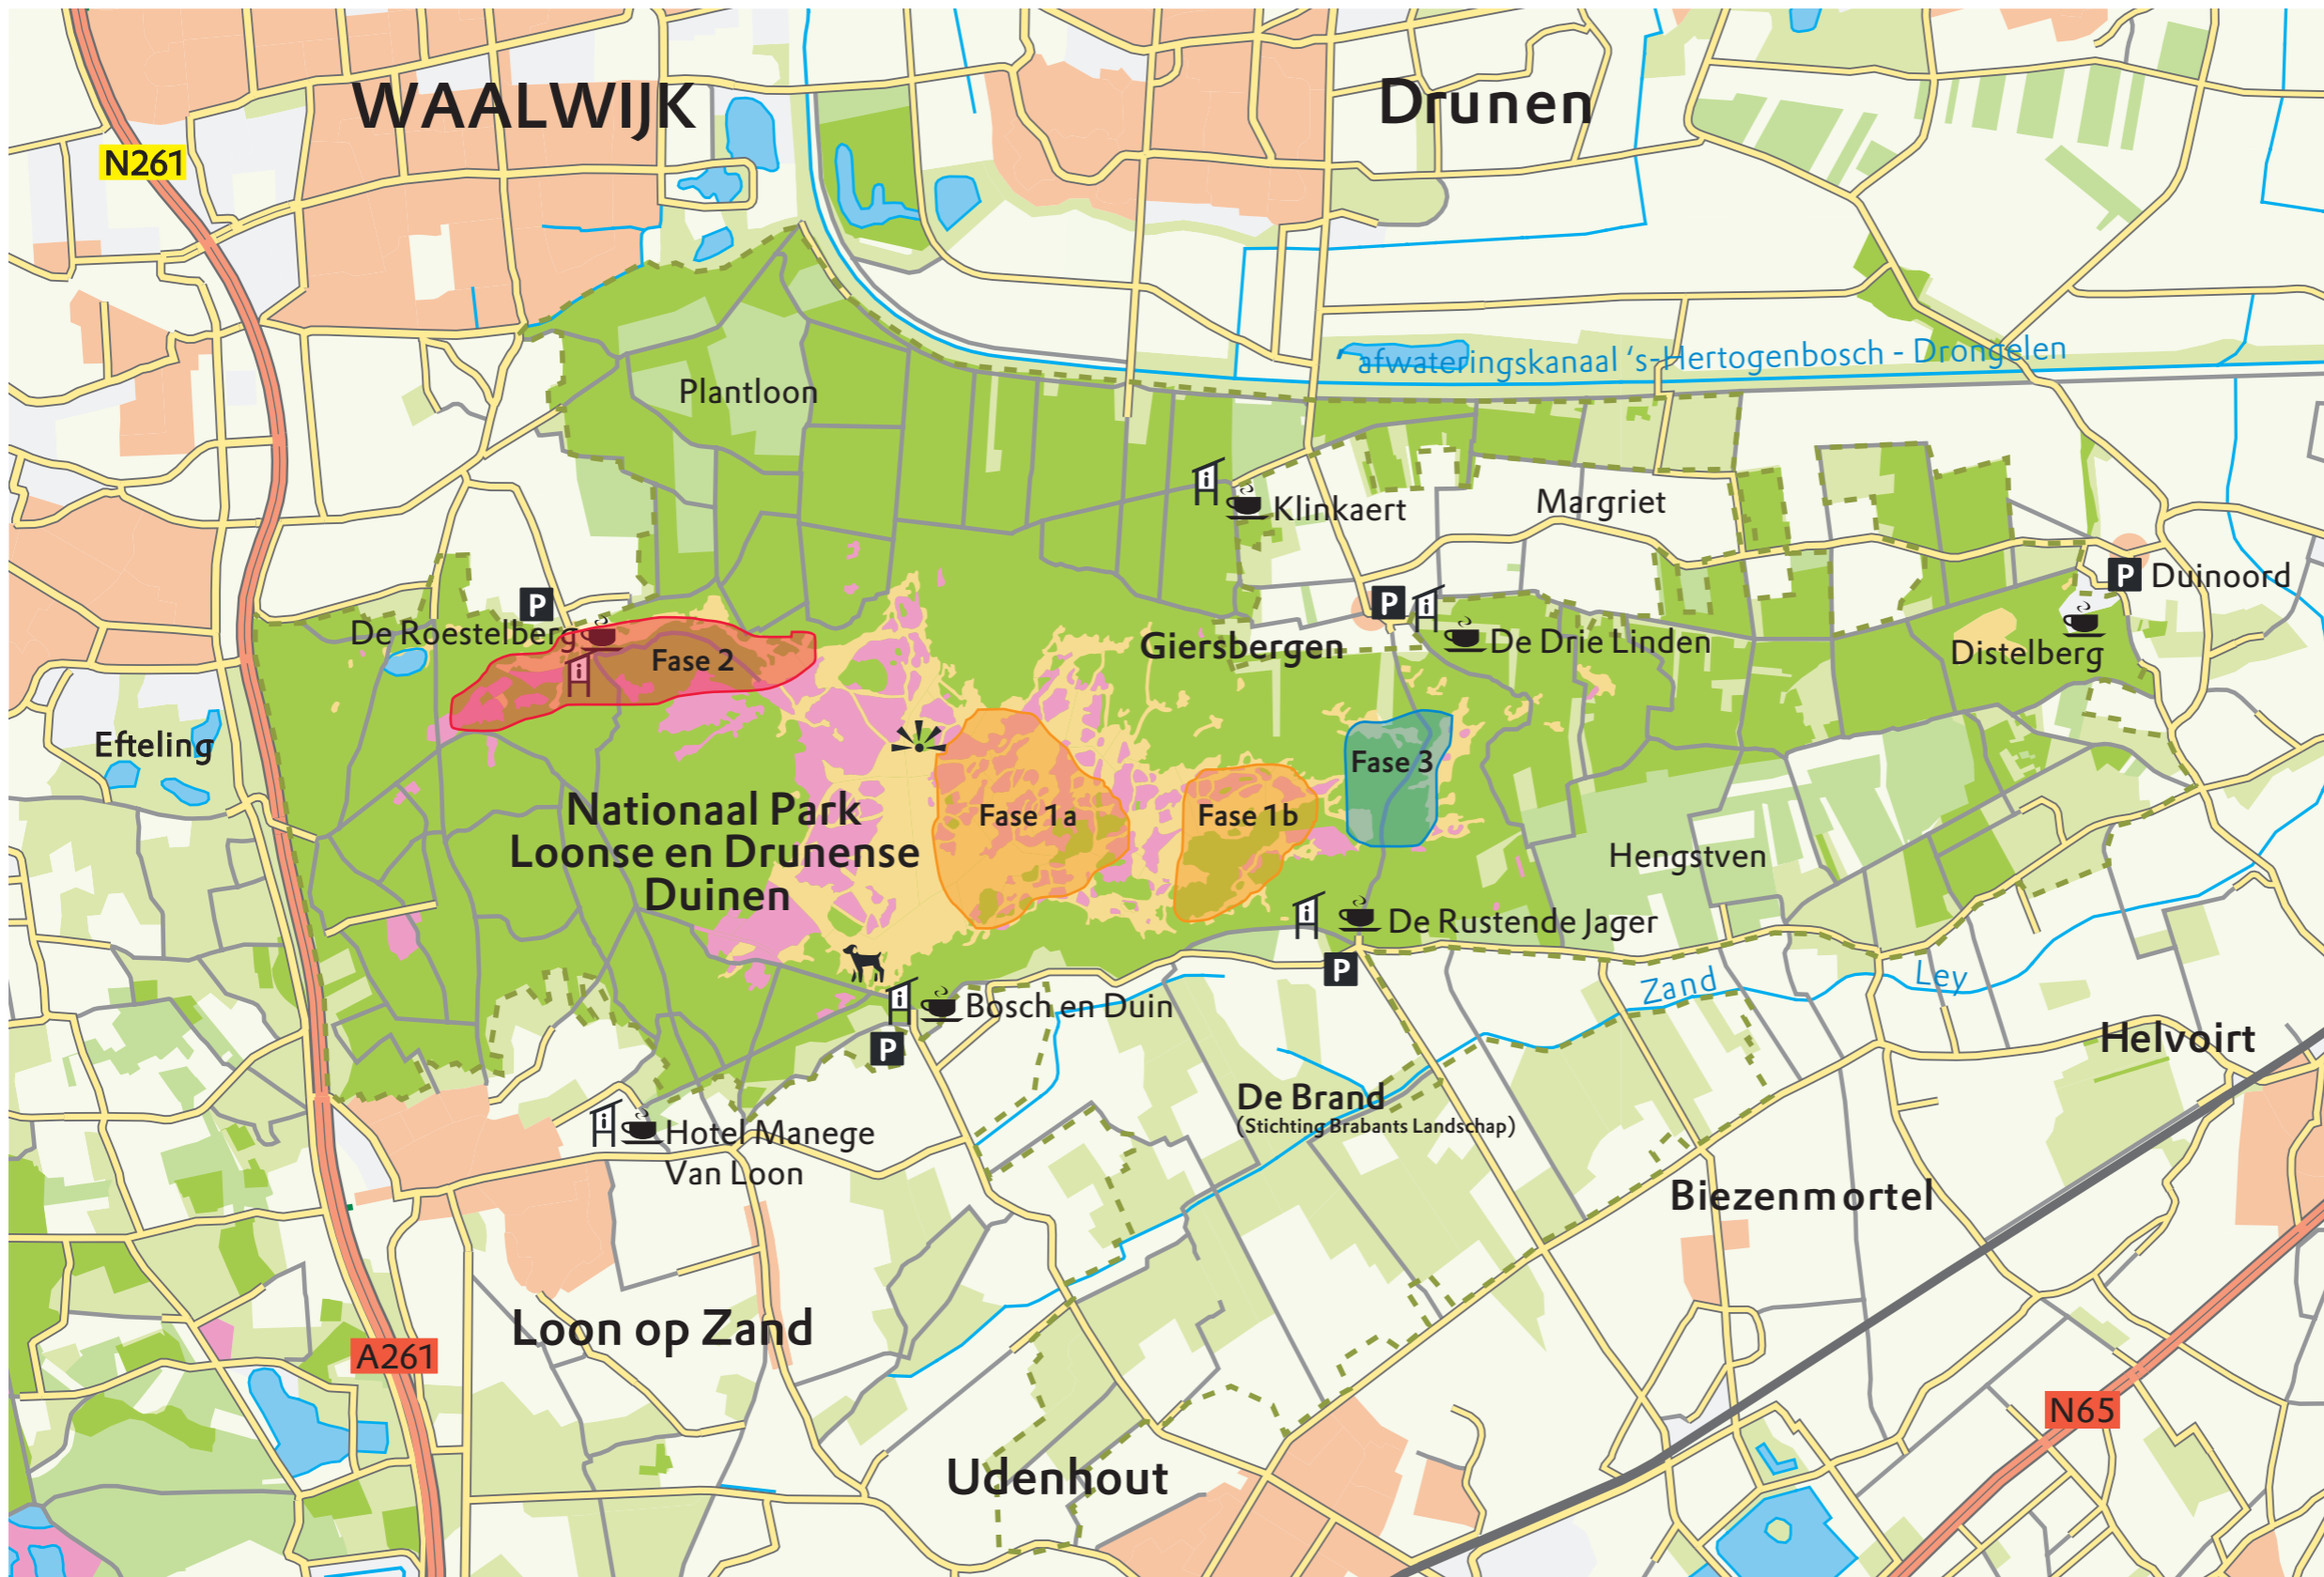 WAALWIJK
Drunen
N261
afwateringskanaal 's-Hertogenbosch - Drongelen
Plantloon
i
Klinkaert
Margriet
P
De Roestelberg
i
Fase 2
Giersbergen
P
i
De Drie Linden
P
Duinoord
Distelberg
Efteling
Nationaal Park
Loonse en Drunense
Duinen
Fase 1a
Fase 1b
Fase 3
Hengstven
i
De Rustende Jager
P
i
Bosch en Duin
P
Zand
Ley
Helvoirt
De Brand
(Stichting Brabants Landschap)
i
Hotel Manege
Van Loon
Biezenmortel
Loon op Zand
A261
N65
Udenhout